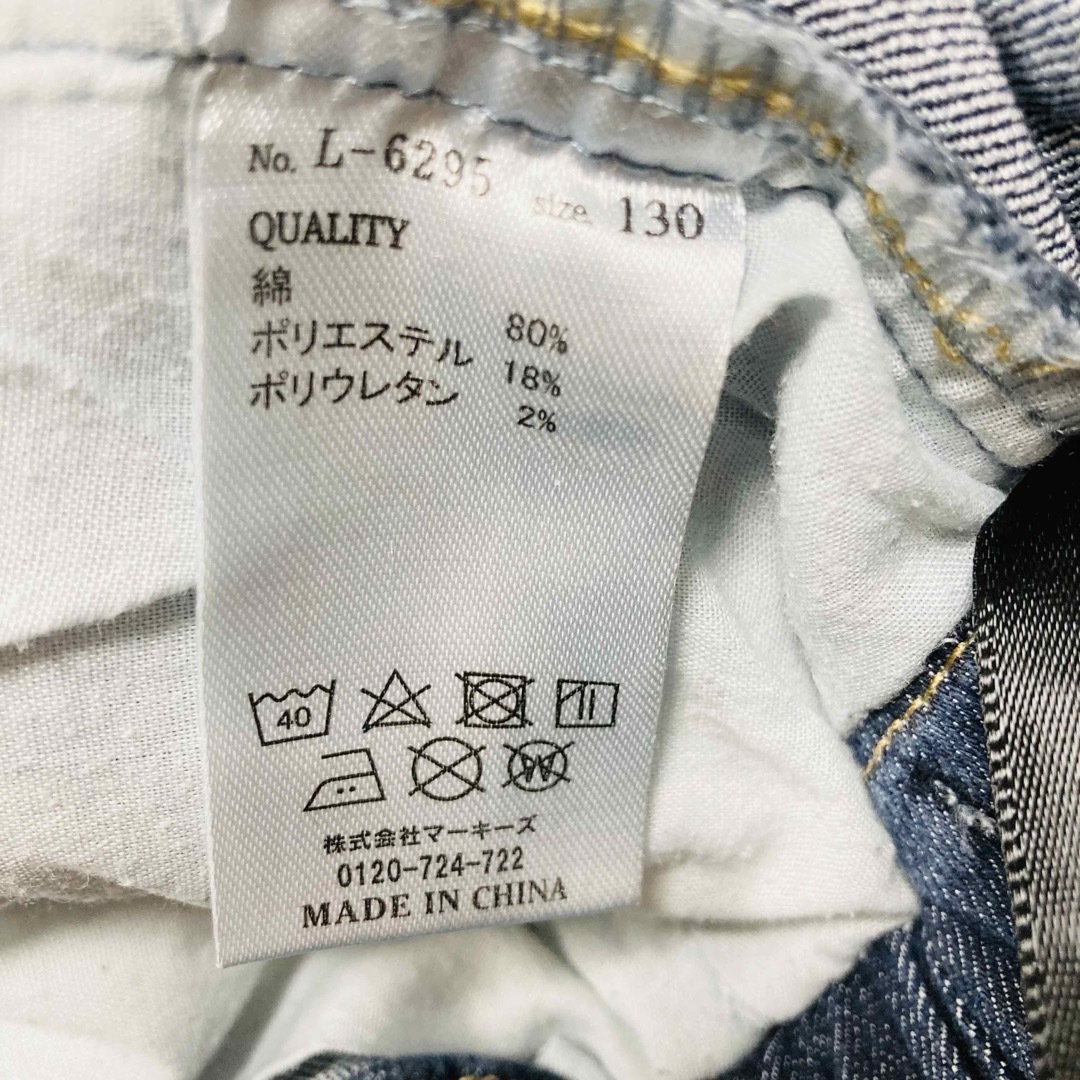 No. L-6295 size 130
QUALITY
綿 80%
ポリエステル 18%
ポリウレタン 2%
40
W
株式会社マーキーズ
0120-724-722
MADE IN CHINA